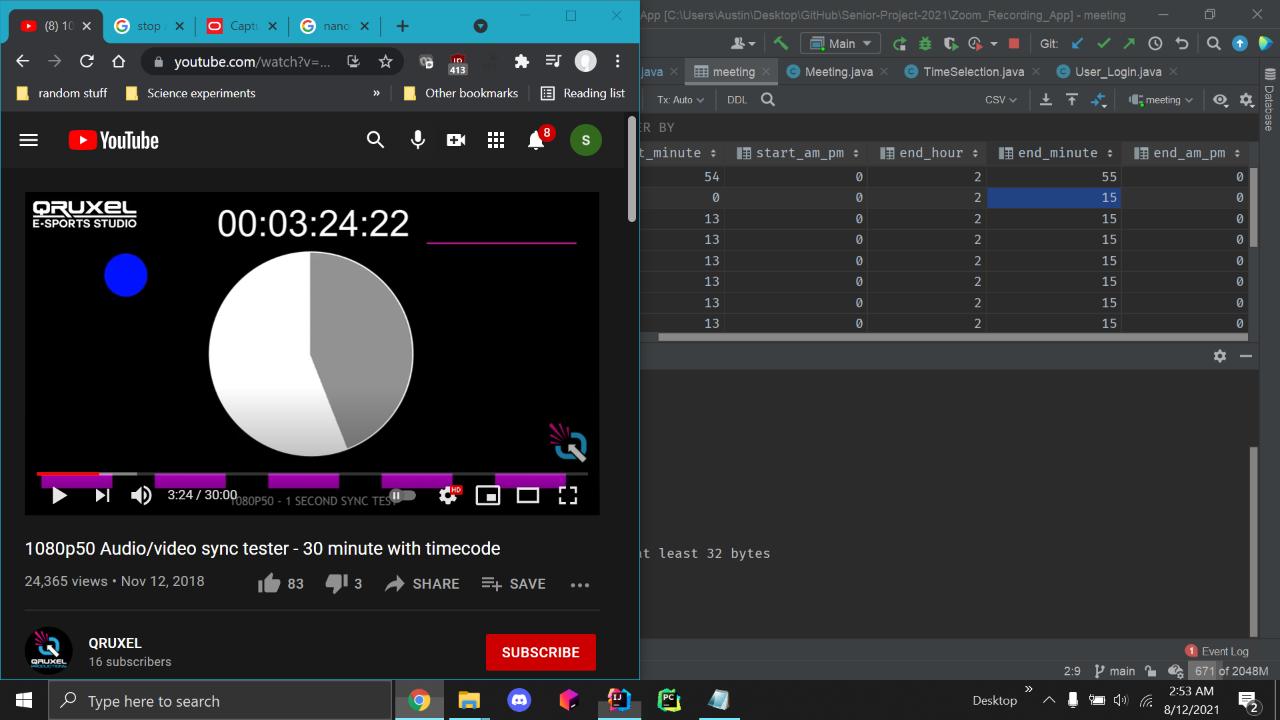 (8) 10
stop
Captu
nano
youtube.com/watch?v=...
413
random stuff
Science experiments
»
Other bookmarks
Reading list
YouTube
8
S
QRUXEL
E-SPORTS STUDIO
00:03:24:22
3:24 / 30:00
1080P50 - 1 SECOND SYNC TEST
HD
1080p50 Audio/video sync tester - 30 minute with timecode
24,365 views • Nov 12, 2018
83
3
SHARE
SAVE
QRUXEL
16 subscribers
SUBSCRIBE
App [C:\Users\Austin\Desktop\GitHub\Senior-Project-2021\Zoom_Recording_App] - meeting
Main
Git:
java
meeting
Meeting.java
TimeSelection.java
User_Login.java
Tx: Auto
DDL
CSV
meeting
Database
ER BY
t_minute start_am_pm end_hour end_minute end_am_pm
54 0 2 55 0
0 0 2 15 0
13 0 2 15 0
13 0 2 15 0
13 0 2 15 0
13 0 2 15 0
13 0 2 15 0
13 0 2 15 0
at least 32 bytes
1 Event Log
2:9 main 671 of 2048M
Type here to search
Desktop
»
2:53 AM
8/12/2021
2